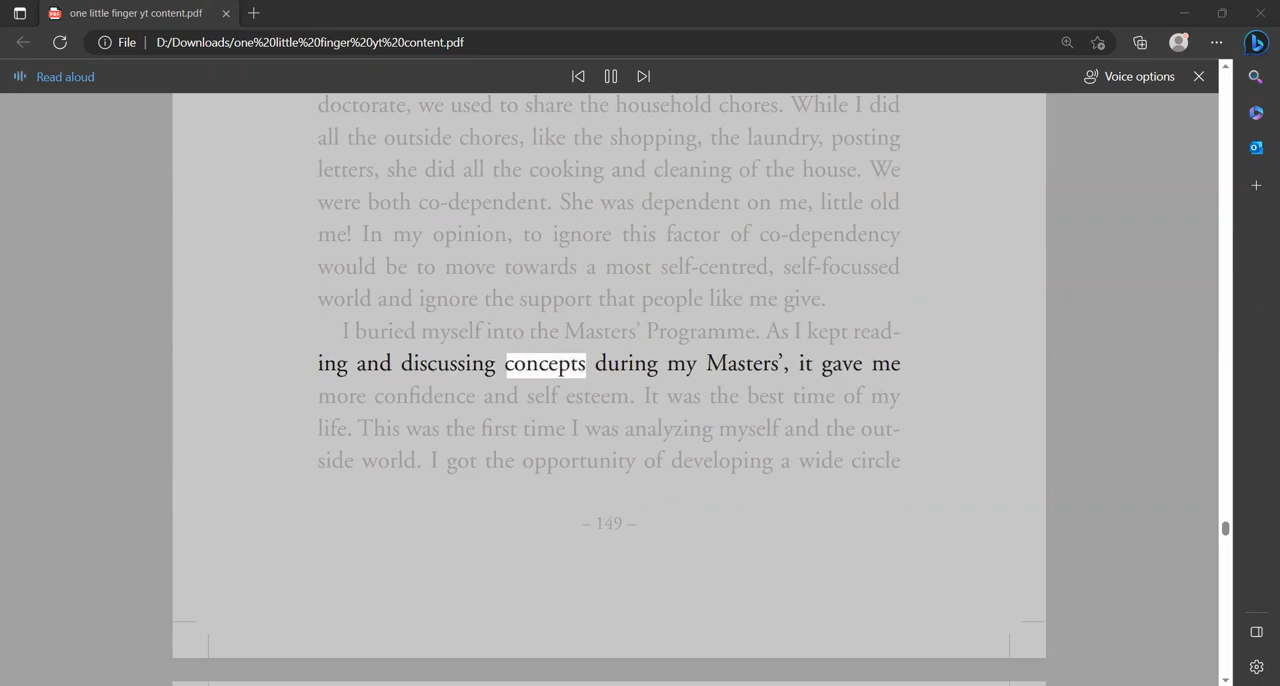 one little finger yt content.pdf
File D:/Downloads/one%20little%20finger%20yt%20content.pdf
Read aloud
Voice options
doctorate, we used to share the household chores. While I did
all the outside chores, like the shopping, the laundry, posting
letters, she did all the cooking and cleaning of the house. We
were both co-dependent. She was dependent on me, little old
me! In my opinion, to ignore this factor of co-dependency
would be to move towards a most self-centred, self-focussed
world and ignore the support that people like me give.
I buried myself into the Masters’ Programme. As I kept read-
ing and discussing concepts during my Masters’, it gave me
more confidence and self esteem. It was the best time of my
life. This was the first time I was analyzing myself and the out-
side world. I got the opportunity of developing a wide circle
– 149 –